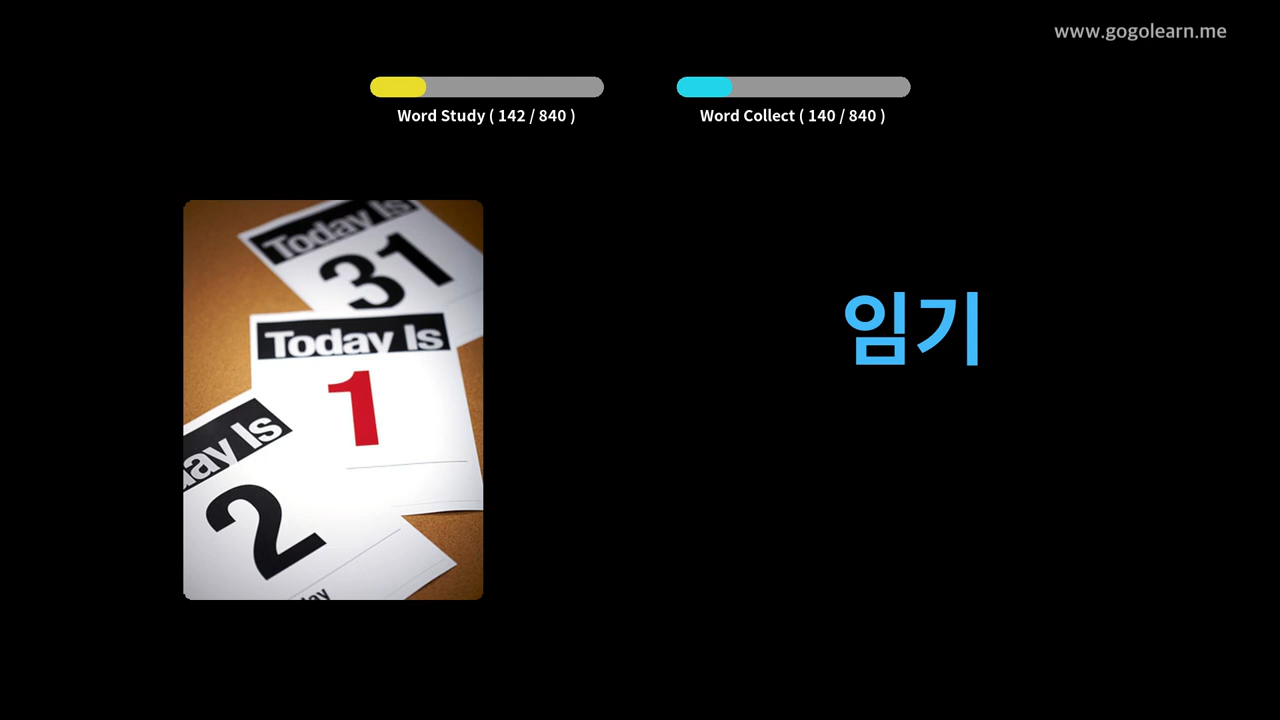 www.gogolearn.me
Word Study ( 142 / 840 )
Word Collect ( 140 / 840 )
Today Is
31
Today Is
1
ay Is
2
ay
임기